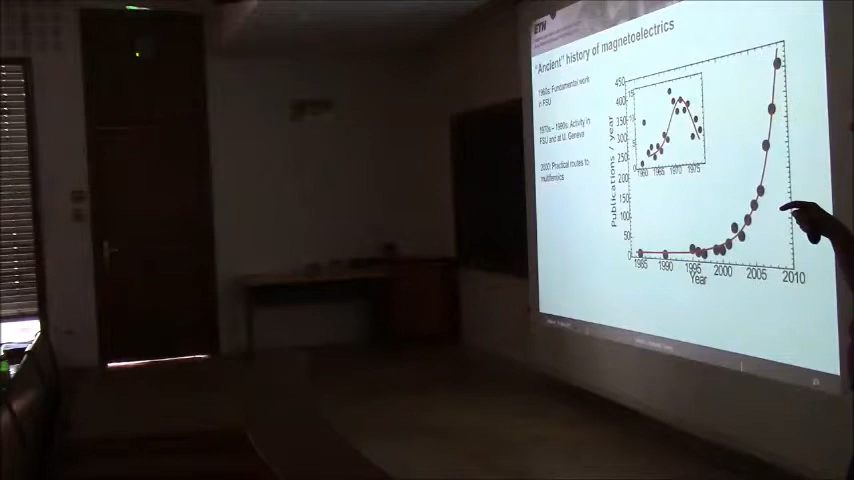 ETH
"Ancient" history of magnetoelectrics
1960s: Fundamental work
in FSU
1970s – 1980s: Activity in
FSU and at U. Geneva
2000: Practical routes to
multiferroics
Publications / year
450
400
350
300
250
200
150
100
50
0
15
10
5
0
1960 1965 1970 1975
1985 1990 1995 2000 2005 2010
Year